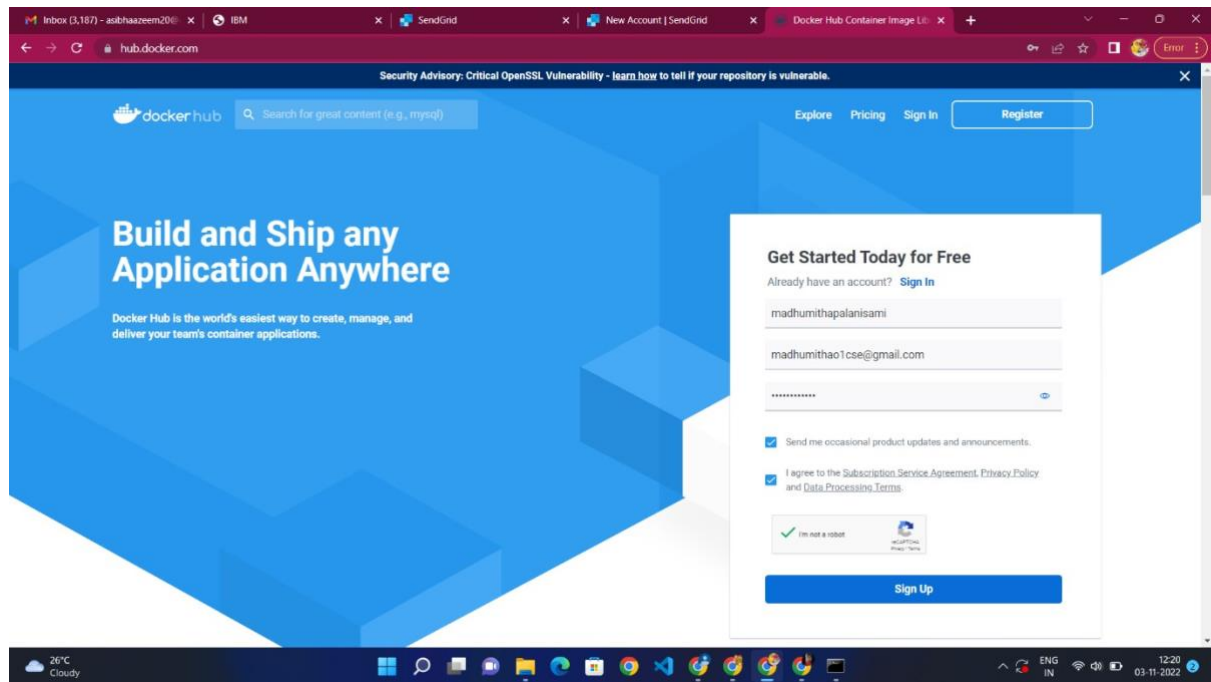 Inbox (3,187) - asibhaazeem20
IBM
SendGrid
New Account | SendGrid
Docker Hub Container Image Lib
hub.docker.com
Error
Security Advisory: Critical OpenSSL Vulnerability - learn how to tell if your repository is vulnerable.
dockerhub
Search for great content (e.g., mysql)
Explore
Pricing
Sign In
Register
Build and Ship any
Application Anywhere
Docker Hub is the world's easiest way to create, manage, and
deliver your team's container applications.
Get Started Today for Free
Already have an account? Sign In
madhumithapalanisami
madhumithao1cse@gmail.com
Send me occasional product updates and announcements.
I agree to the Subscription Service Agreement, Privacy Policy
and Data Processing Terms.
I'm not a robot
reCAPTCHA
Privacy - Terms
Sign Up
26°C
Cloudy
ENG
IN
12:20
03-11-2022
2